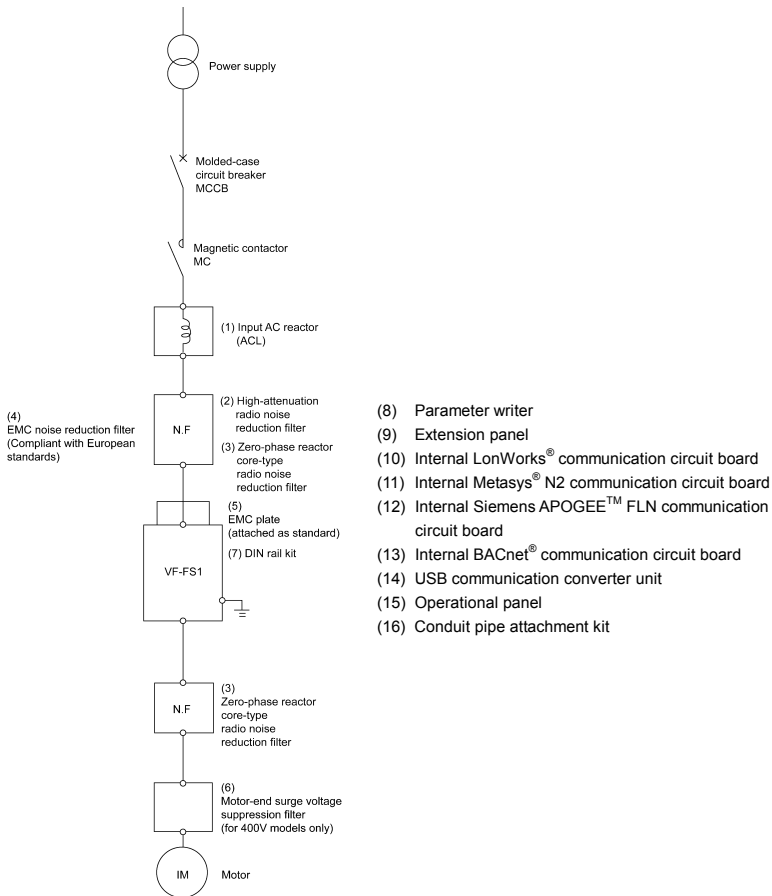 Power supply
Molded-case
circuit breaker
MCCB
Magnetic contactor
MC
(1) Input AC reactor
(ACL)
(4)
EMC noise reduction filter
(Compliant with European
standards)
N.F
(2) High-attenuation
radio noise
reduction filter
(3) Zero-phase reactor
core-type
radio noise
reduction filter
(5)
EMC plate
(attached as standard)
(7) DIN rail kit
VF-FS1
N.F
(3)
Zero-phase reactor
core-type
radio noise
reduction filter
(6)
Motor-end surge voltage
suppression filter
(for 400V models only)
IM
Motor
(8) Parameter writer
(9) Extension panel
(10) Internal LonWorks® communication circuit board
(11) Internal Metasys® N2 communication circuit board
(12) Internal Siemens APOGEE™ FLN communication
circuit board
(13) Internal BACnet® communication circuit board
(14) USB communication converter unit
(15) Operational panel
(16) Conduit pipe attachment kit